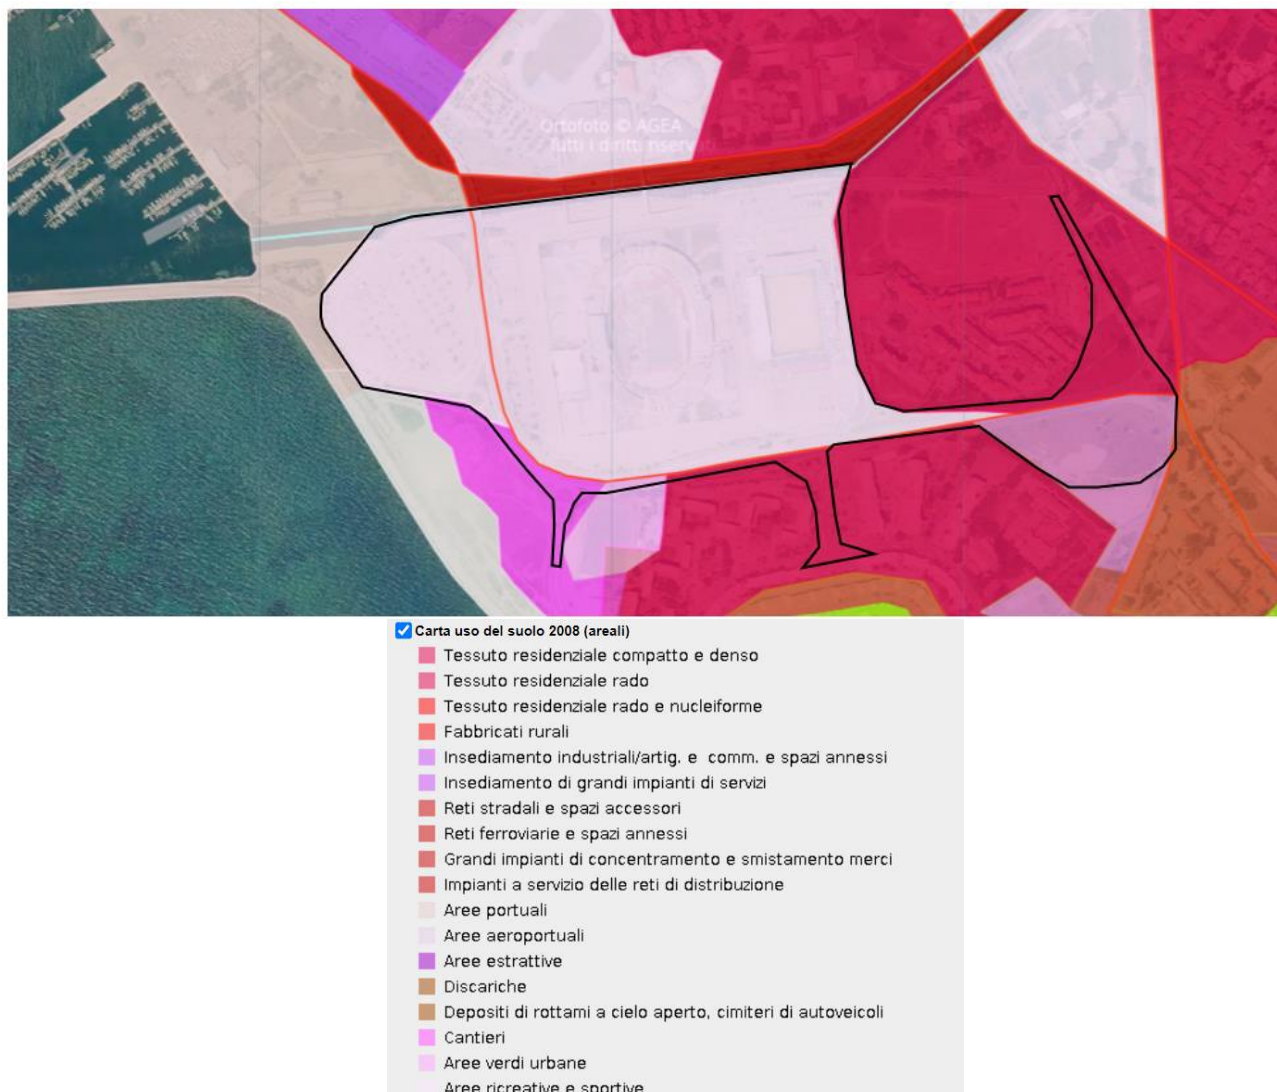 Ortofoto © AGEA
Tutti i diritti riservati
Carta uso del suolo 2008 (areali)
Tessuto residenziale compatto e denso
Tessuto residenziale rado
Tessuto residenziale rado e nucleiforme
Fabbricati rurali
Insediamento industriali/artig. e comm. e spazi annessi
Insediamento di grandi impianti di servizi
Reti stradali e spazi accessori
Reti ferroviarie e spazi annessi
Grandi impianti di concentramento e smistamento merci
Impianti a servizio delle reti di distribuzione
Aree portuali
Aree aeroportuali
Aree estrattive
Discariche
Depositi di rottami a cielo aperto, cimiteri di autoveicoli
Cantieri
Aree verdi urbane
Aree ricreative e sportive